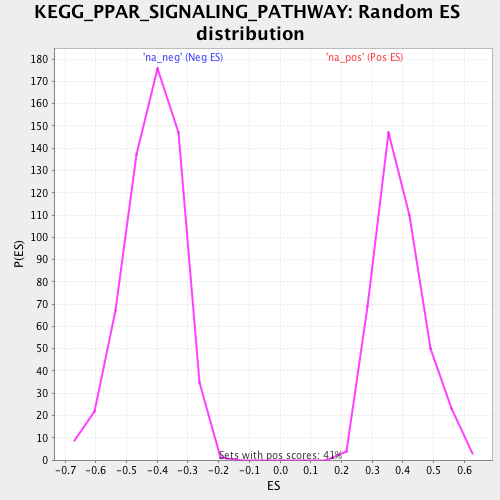 KEGG_PPAR_SIGNALING_PATHWAY: Random ES
distribution
'na_neg' (Neg ES) 'na_pos' (Pos ES)
180
170
160
150
140
130
120
110
100
90
80
70
60
50
40
30
20
10
0
P(ES)
Sets with pos scores: 41%
-0.7 -0.6 -0.5 -0.4 -0.3 -0.2 -0.1 0.0 0.1 0.2 0.3 0.4 0.5 0.6
ES